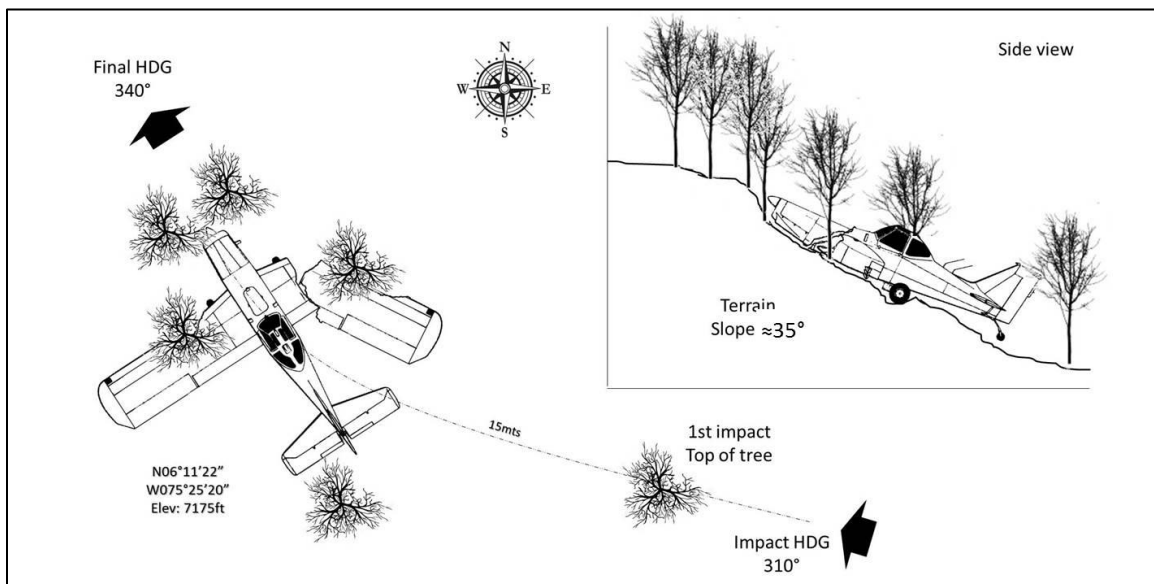 Final HDG
340°
N
W
E
S
Side view
Terrain
Slope ≈35°
15mts
1st impact
Top of tree
N06°11’22”
W075°25’20”
Elev: 7175ft
Impact HDG
310°